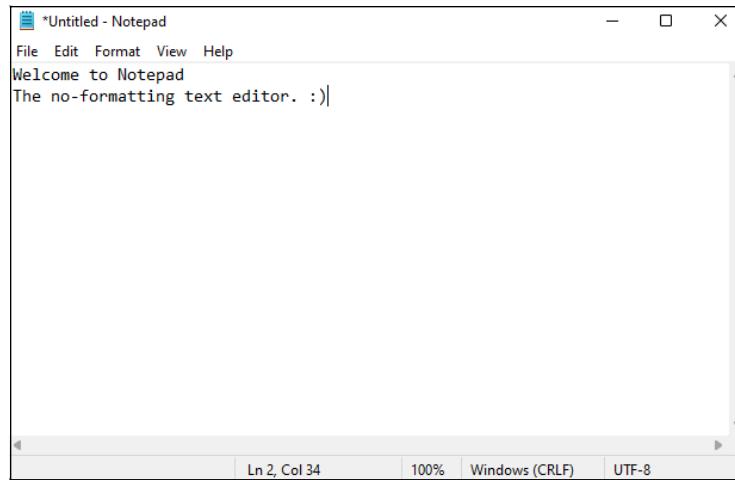 *Untitled - Notepad
File Edit Format View Help
Welcome to Notepad
The no-formatting text editor. :)
Ln 2, Col 34 100% Windows (CRLF) UTF-8